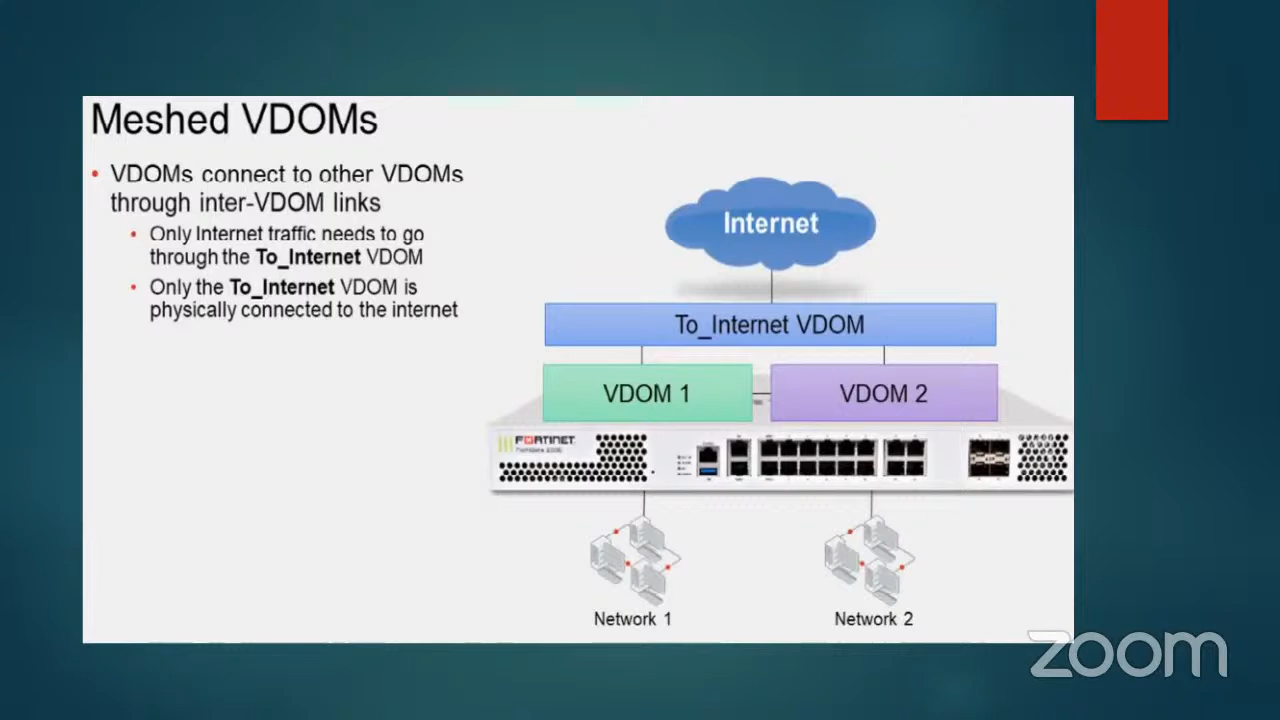 Meshed VDOMs
• VDOMs connect to other VDOMs
through inter-VDOM links
• Only Internet traffic needs to go
through the To_Internet VDOM
• Only the To_Internet VDOM is
physically connected to the internet
Internet
To_Internet VDOM
VDOM 1
VDOM 2
FORTINET
Network 1
Network 2
zoom